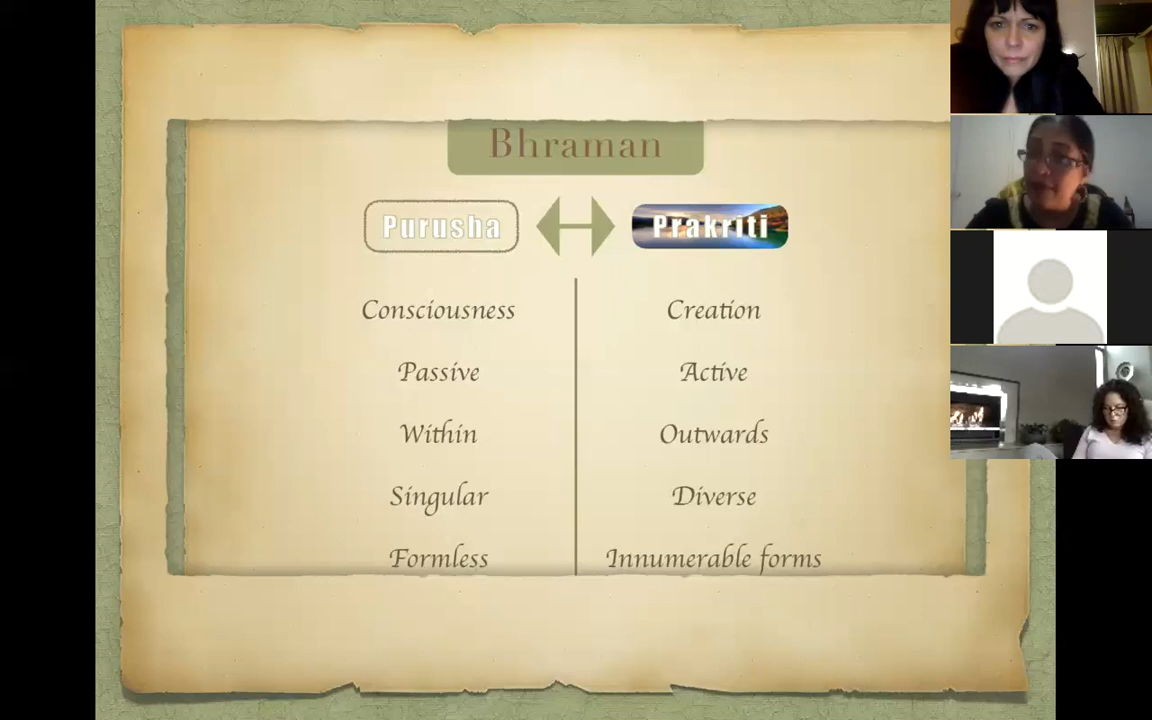 Bhraman
Purusha Prakriti
Consciousness Creation
Passive Active
Within Outwards
Singular Diverse
Formless Innumerable forms